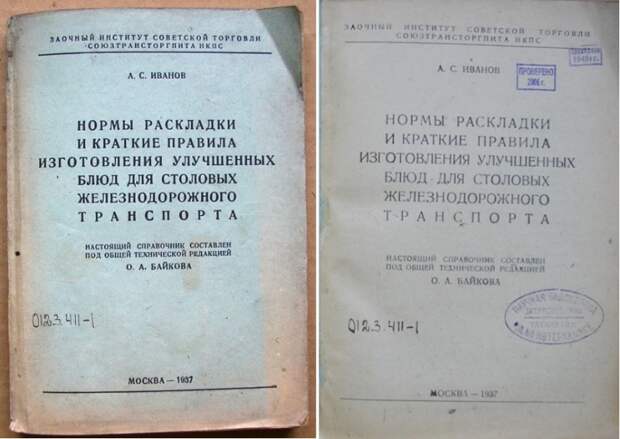 ЗАОЧНЫЙ ИНСТИТУТ СОВЕТСКОЙ ТОРГОВЛИ
СОЮЗТРАНСТОРГПИТА НКПС
А. С. ИВАНОВ
НОРМЫ РАСКЛАДКИ
И КРАТКИЕ ПРАВИЛА
ИЗГОТОВЛЕНИЯ УЛУЧШЕННЫХ
БЛЮД ДЛЯ СТОЛОВЫХ
ЖЕЛЕЗНОДОРОЖНОГО
ТРАНСПОРТА
НАСТОЯЩИЙ СПРАВОЧНИК СОСТАВЛЕН
ПОД ОБЩЕЙ ТЕХНИЧЕСКОЙ РЕДАКЦИЕЙ
О. А. БАЙКОВА
0123.411-1
МОСКВА — 1937
ЗАОЧНЫЙ ИНСТИТУТ СОВЕТСКОЙ ТОРГОВЛИ
СОЮЗТРАНСТОРГПИТА НКПС
А. С. ИВАНОВ
ПРОВЕРЕНО
НОРМЫ РАСКЛАДКИ
И КРАТКИЕ ПРАВИЛА
ИЗГОТОВЛЕНИЯ УЛУЧШЕННЫХ
БЛЮД ДЛЯ СТОЛОВЫХ
ЖЕЛЕЗНОДОРОЖНОГО
ТРАНСПОРТА
НАСТОЯЩИЙ СПРАВОЧНИК СОСТАВЛЕН
ПОД ОБЩЕЙ ТЕХНИЧЕСКОЙ РЕДАКЦИЕЙ
О. А. БАЙКОВА
0123.411-1
МОСКВА — 1937